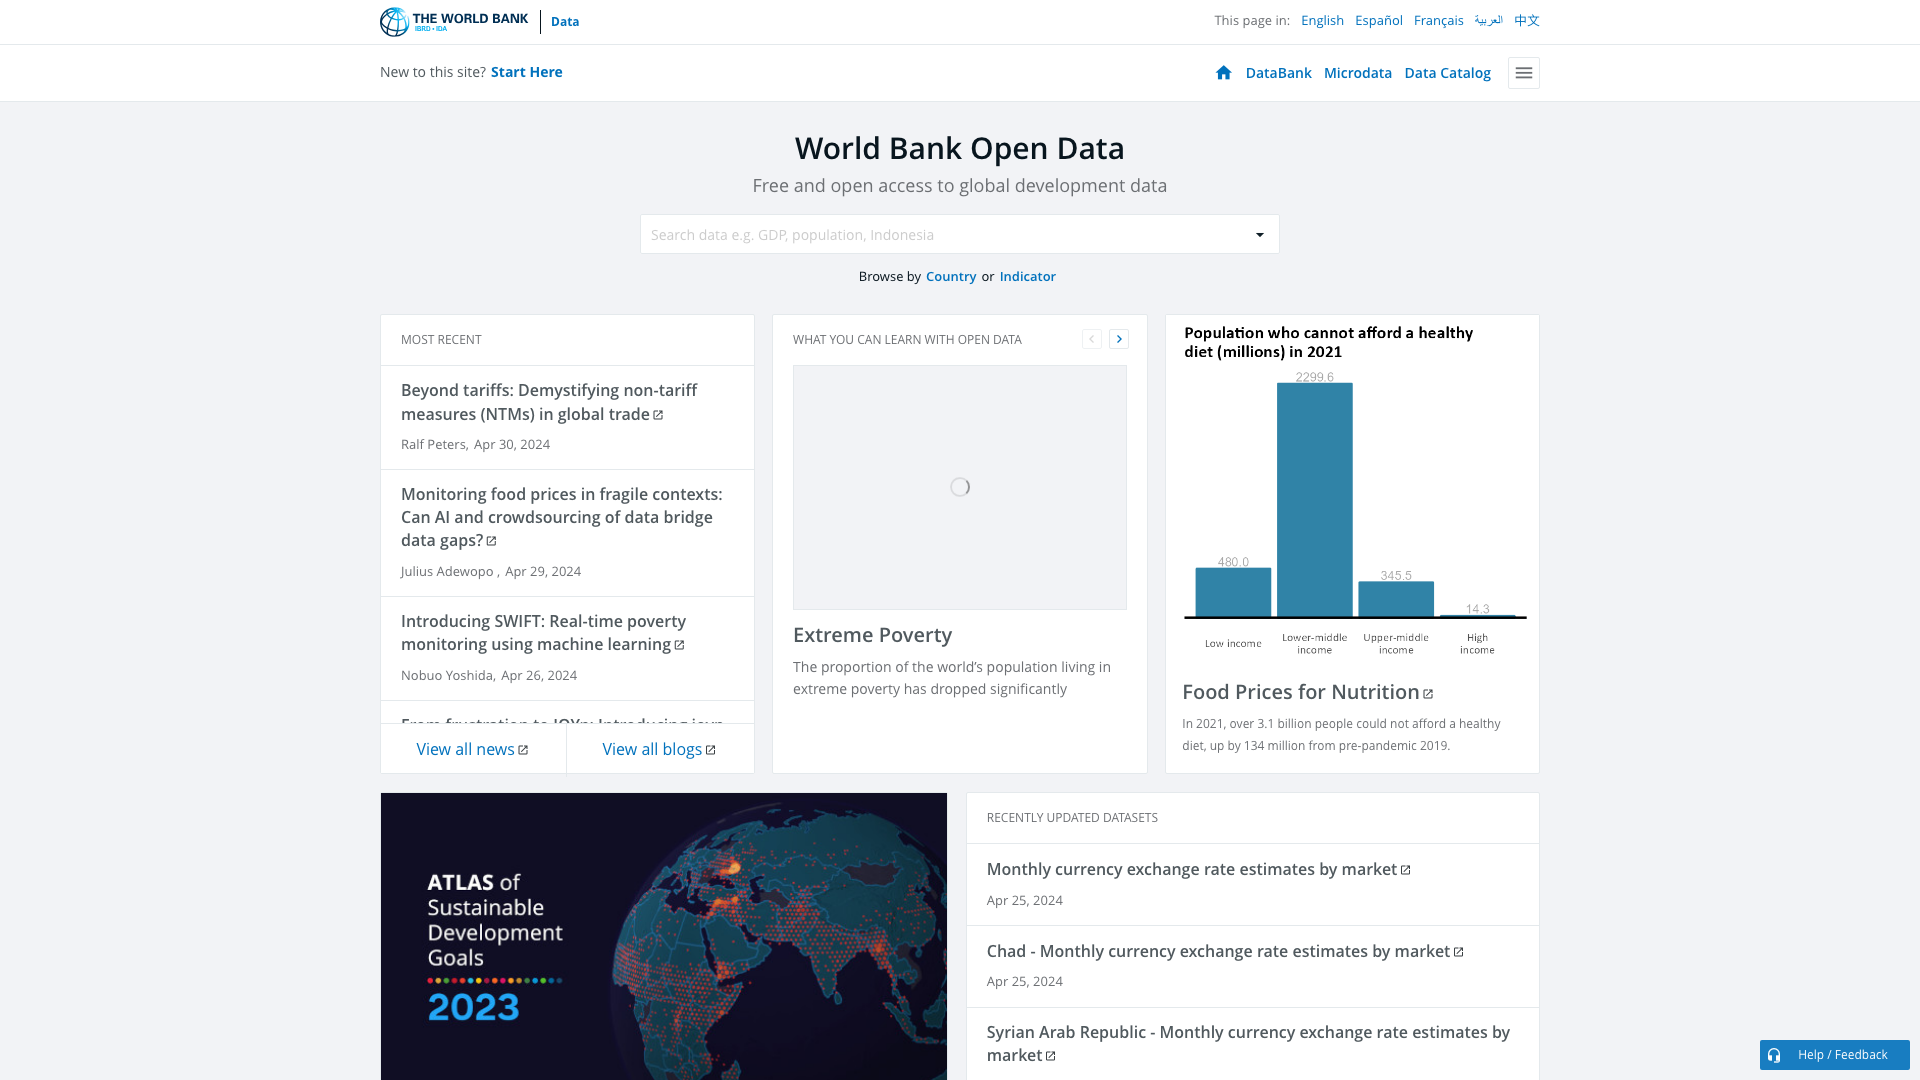 THE WORLD BANK
IBRD • IDA
Data
This page in: English Español Français العربية 中文
New to this site? Start Here
DataBank Microdata Data Catalog
World Bank Open Data
Free and open access to global development data
Search data e.g. GDP, population, Indonesia
Browse by Country or Indicator
MOST RECENT
Beyond tariffs: Demystifying non-tariff
measures (NTMs) in global trade
Ralf Peters, Apr 30, 2024
Monitoring food prices in fragile contexts:
Can AI and crowdsourcing of data bridge
data gaps?
Julius Adewopo , Apr 29, 2024
Introducing SWIFT: Real-time poverty
monitoring using machine learning
Nobuo Yoshida, Apr 26, 2024
From frustration to JOYn: Introducing
View all news
View all blogs
WHAT YOU CAN LEARN WITH OPEN DATA
Extreme Poverty
The proportion of the world’s population living in
extreme poverty has dropped significantly
Population who cannot afford a healthy
diet (millions) in 2021
2299.6
480.0
345.5
14.3
Low income
Lower-middle
income
Upper-middle
income
High
income
Food Prices for Nutrition
In 2021, over 3.1 billion people could not afford a healthy
diet, up by 134 million from pre-pandemic 2019.
ATLAS of
Sustainable
Development
Goals
2023
RECENTLY UPDATED DATASETS
Monthly currency exchange rate estimates by market
Apr 25, 2024
Chad - Monthly currency exchange rate estimates by market
Apr 25, 2024
Syrian Arab Republic - Monthly currency exchange rate estimates by
market
Help / Feedback